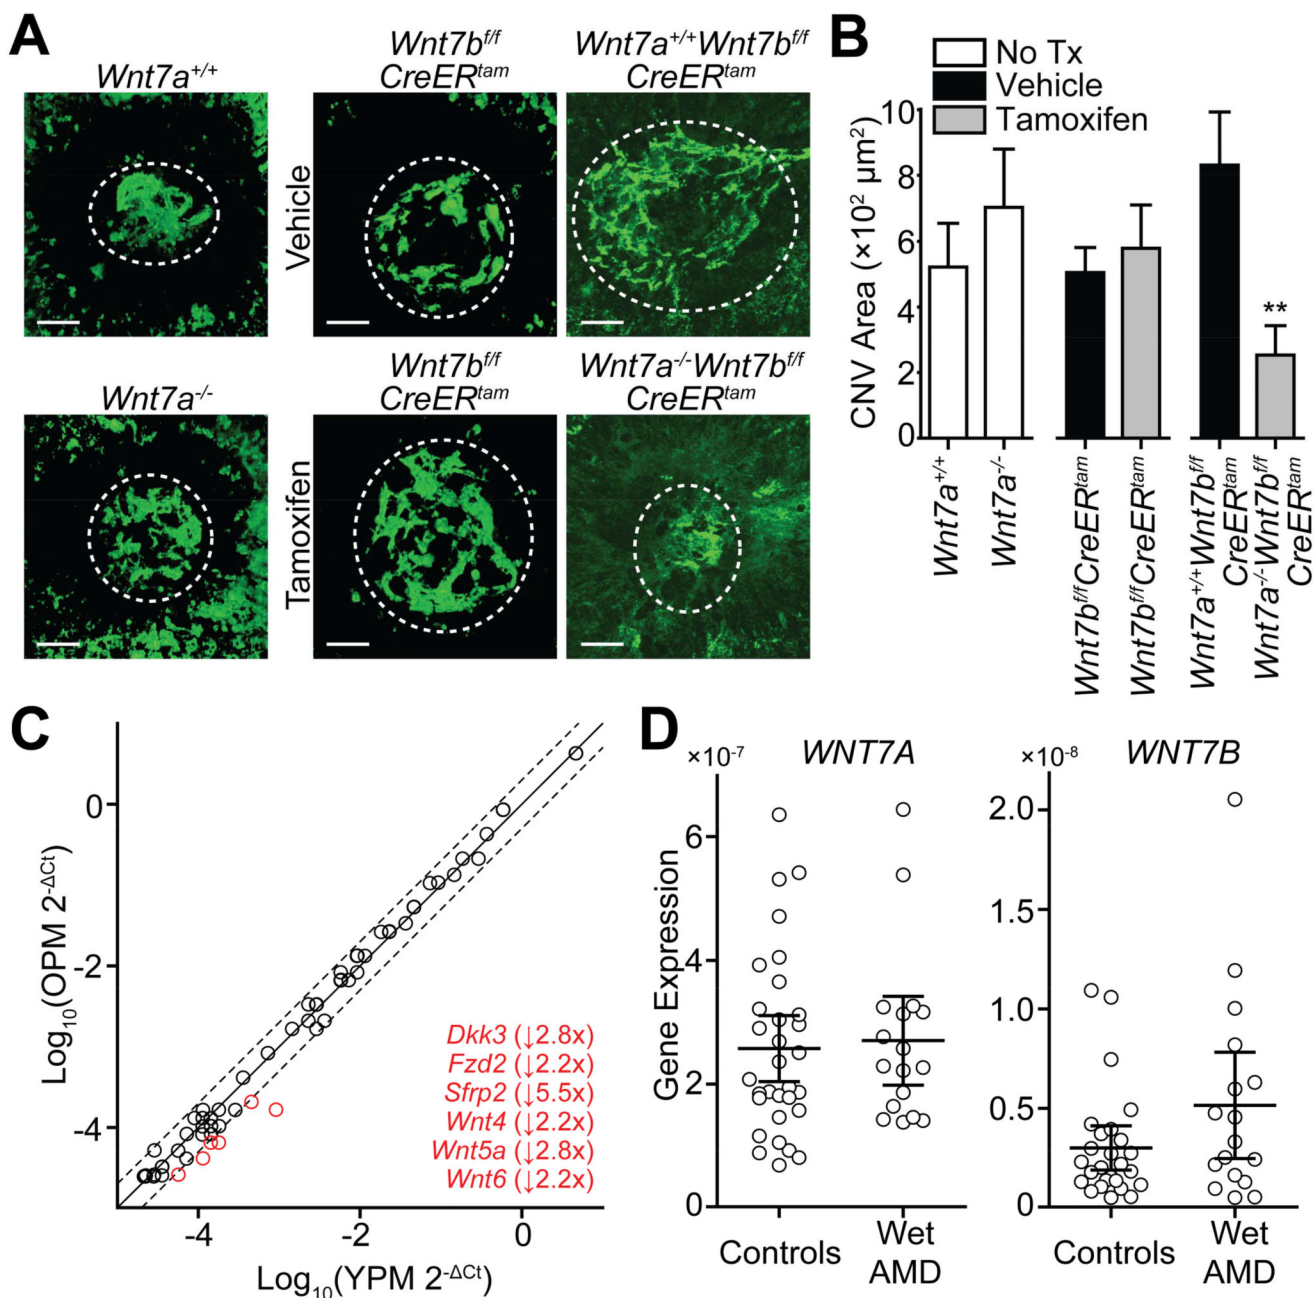 A
Wnt7a+/+
Wnt7bf/f
CreERtam
Wnt7a+/+Wnt7bf/f
CreERtam
Vehicle
Wnt7a-/-
Wnt7bf/f
CreERtam
Wnt7a-/-Wnt7bf/f
CreERtam
Tamoxifen
B
No Tx
Vehicle
Tamoxifen
CNV Area (×10² µm²)
10
8
6
4
2
0
**
Wnt7a+/+
Wnt7a-/-
Wnt7bf/fCreERtam
Wnt7bf/fCreERtam
Wnt7a+/+Wnt7bf/f
CreERtam
Wnt7a-/-Wnt7bf/f
CreERtam
C
Log10(OPM 2-ΔCt)
0
-2
-4
Dkk3 (↓2.8x)
Fzd2 (↓2.2x)
Sfrp2 (↓5.5x)
Wnt4 (↓2.2x)
Wnt5a (↓2.8x)
Wnt6 (↓2.2x)
-4
-2
0
Log10(YPM 2-ΔCt)
D
×10-7
WNT7A
Gene Expression
6
4
2
0
Controls
Wet
AMD
×10-8
WNT7B
2.0
1.5
1.0
0.5
0
Controls
Wet
AMD